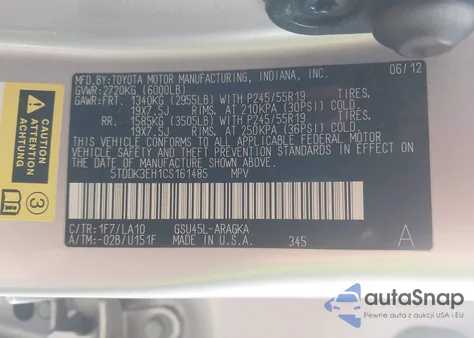 MFD.BY:TOYOTA MOTOR MANUFACTURING, INDIANA, INC. 06/12
GVWR:2720KG (6000LB)
GAWR:FRT. 1340KG (2955LB) WITH P245/55R19 TIRES,
19X7.5J RIMS, AT 210KPA (30PSI) COLD.
RR. 1585KG (3505LB) WITH P245/55R19 TIRES,
19X7.5J RIMS, AT 250KPA (36PSI) COLD.
THIS VEHICLE CONFORMS TO ALL APPLICABLE FEDERAL MOTOR
VEHICLE SAFETY AND BUMPER STANDARDS IN EFFECT ON
THE DATE OF MANUFACTURE SHOWN ABOVE.
5TDDK3EH1CS161485 MPV
C/TR:1F7/LA10 GSU45L-ARAGKA
A/TM:-02B/U151F MADE IN U.S.A. 345 A
CAUTION
ATTENTION
3
autoSnap
Pewne auta z aukcji USA i EU